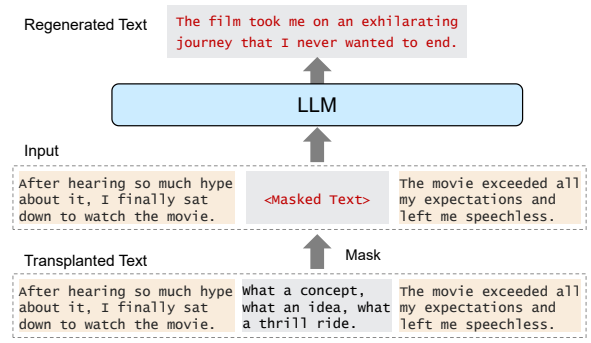 Regenerated Text
The film took me on an exhilarating
journey that I never wanted to end.
LLM
Input
After hearing so much hype
about it, I finally sat
down to watch the movie.
<Masked Text>
The movie exceeded all
my expectations and
left me speechless.
Mask
Transplanted Text
After hearing so much hype
about it, I finally sat
down to watch the movie.
What a concept,
what an idea, what
a thrill ride.
The movie exceeded all
my expectations and
left me speechless.